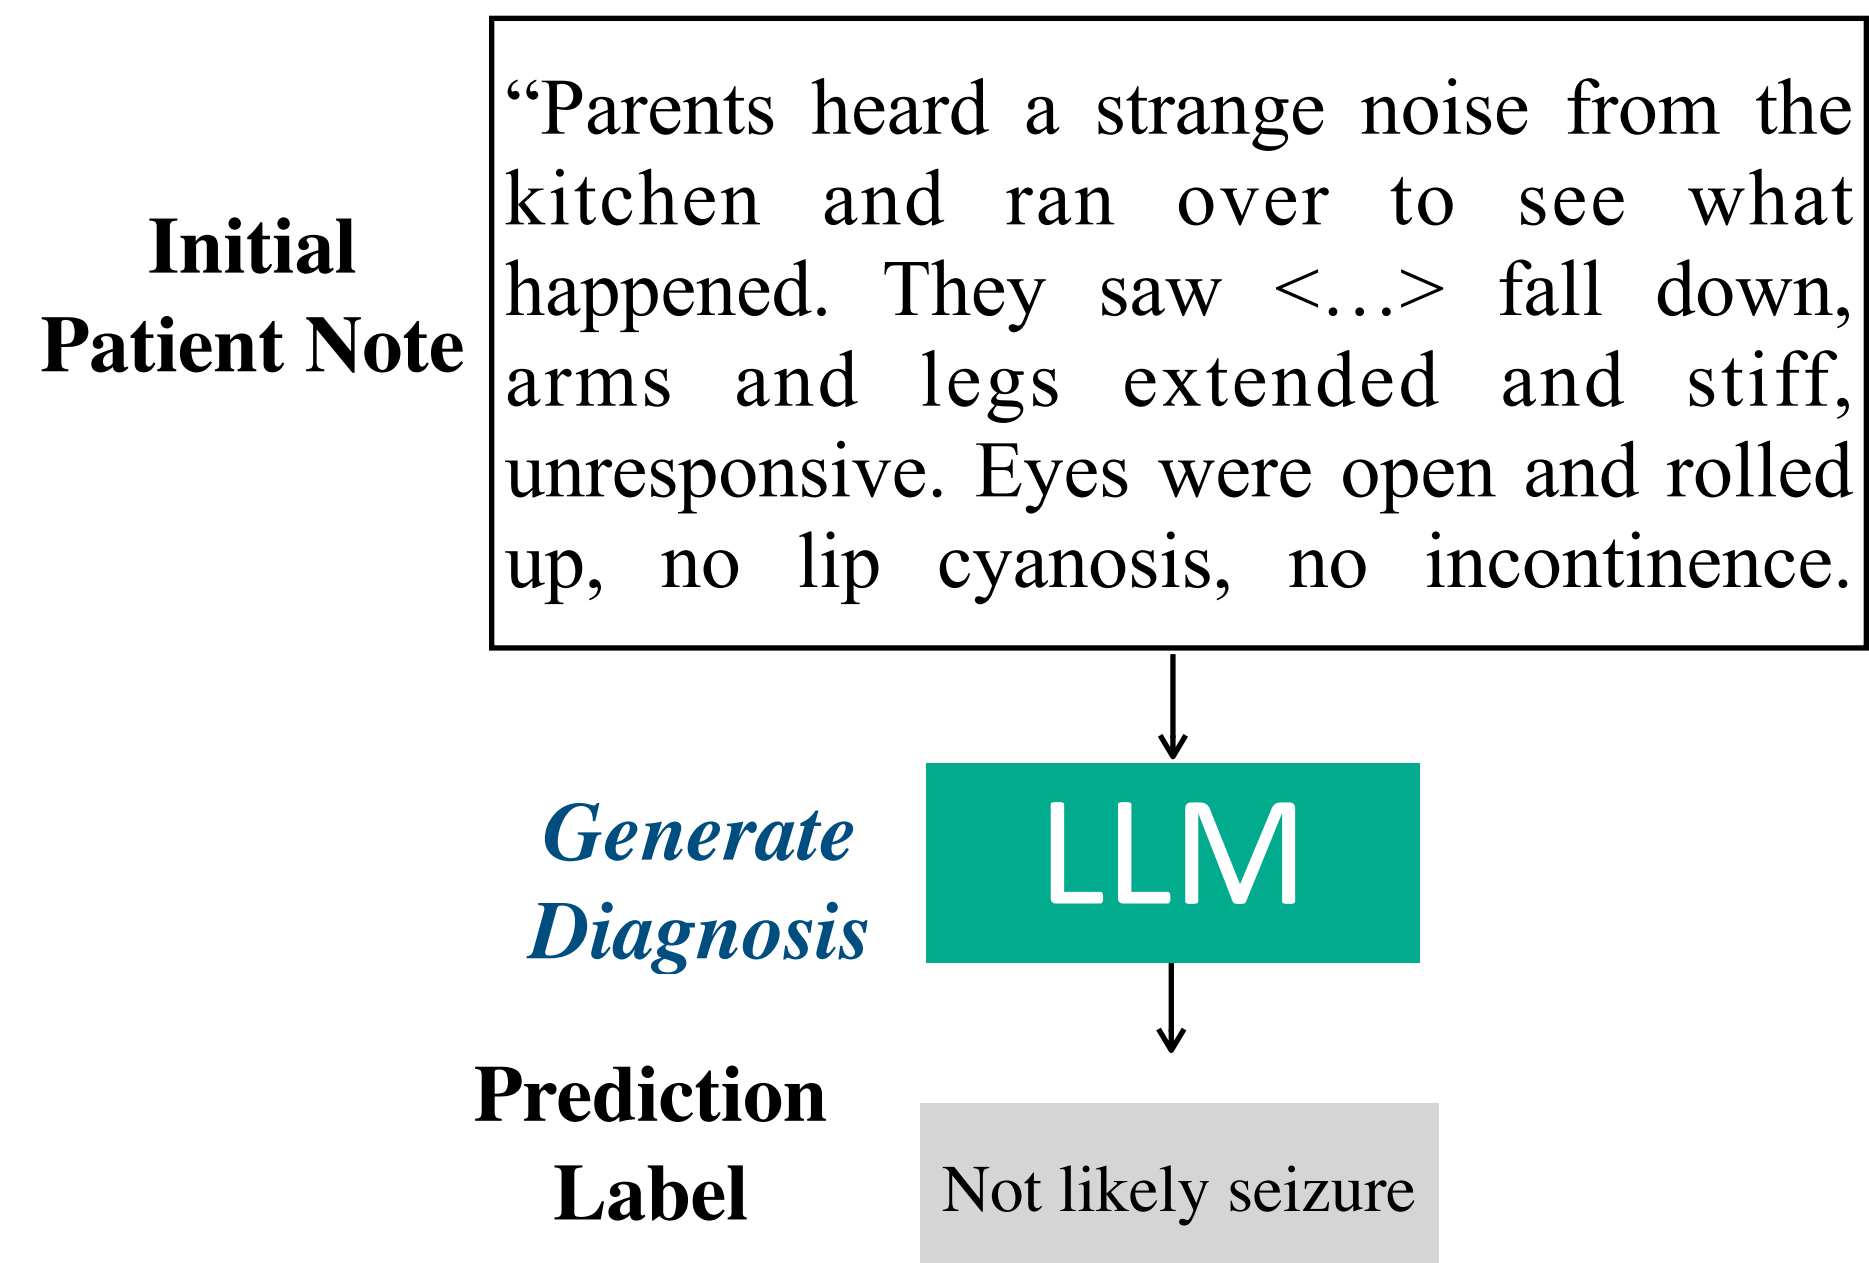 Initial
Patient Note
“Parents heard a strange noise from the
kitchen and ran over to see what
happened. They saw <…> fall down,
arms and legs extended and stiff,
unresponsive. Eyes were open and rolled
up, no lip cyanosis, no incontinence.
Generate
Diagnosis
LLM
Prediction
Label
Not likely seizure